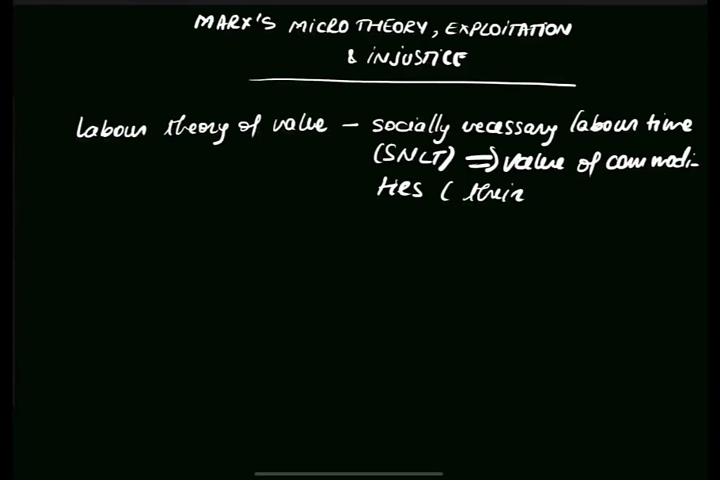 MARX'S MICRO THEORY, EXPLOITATION
& INJUSTICE
labour theory of value – socially necessary labour time
(SNLT) ⇒ value of commodi-
ties ( their